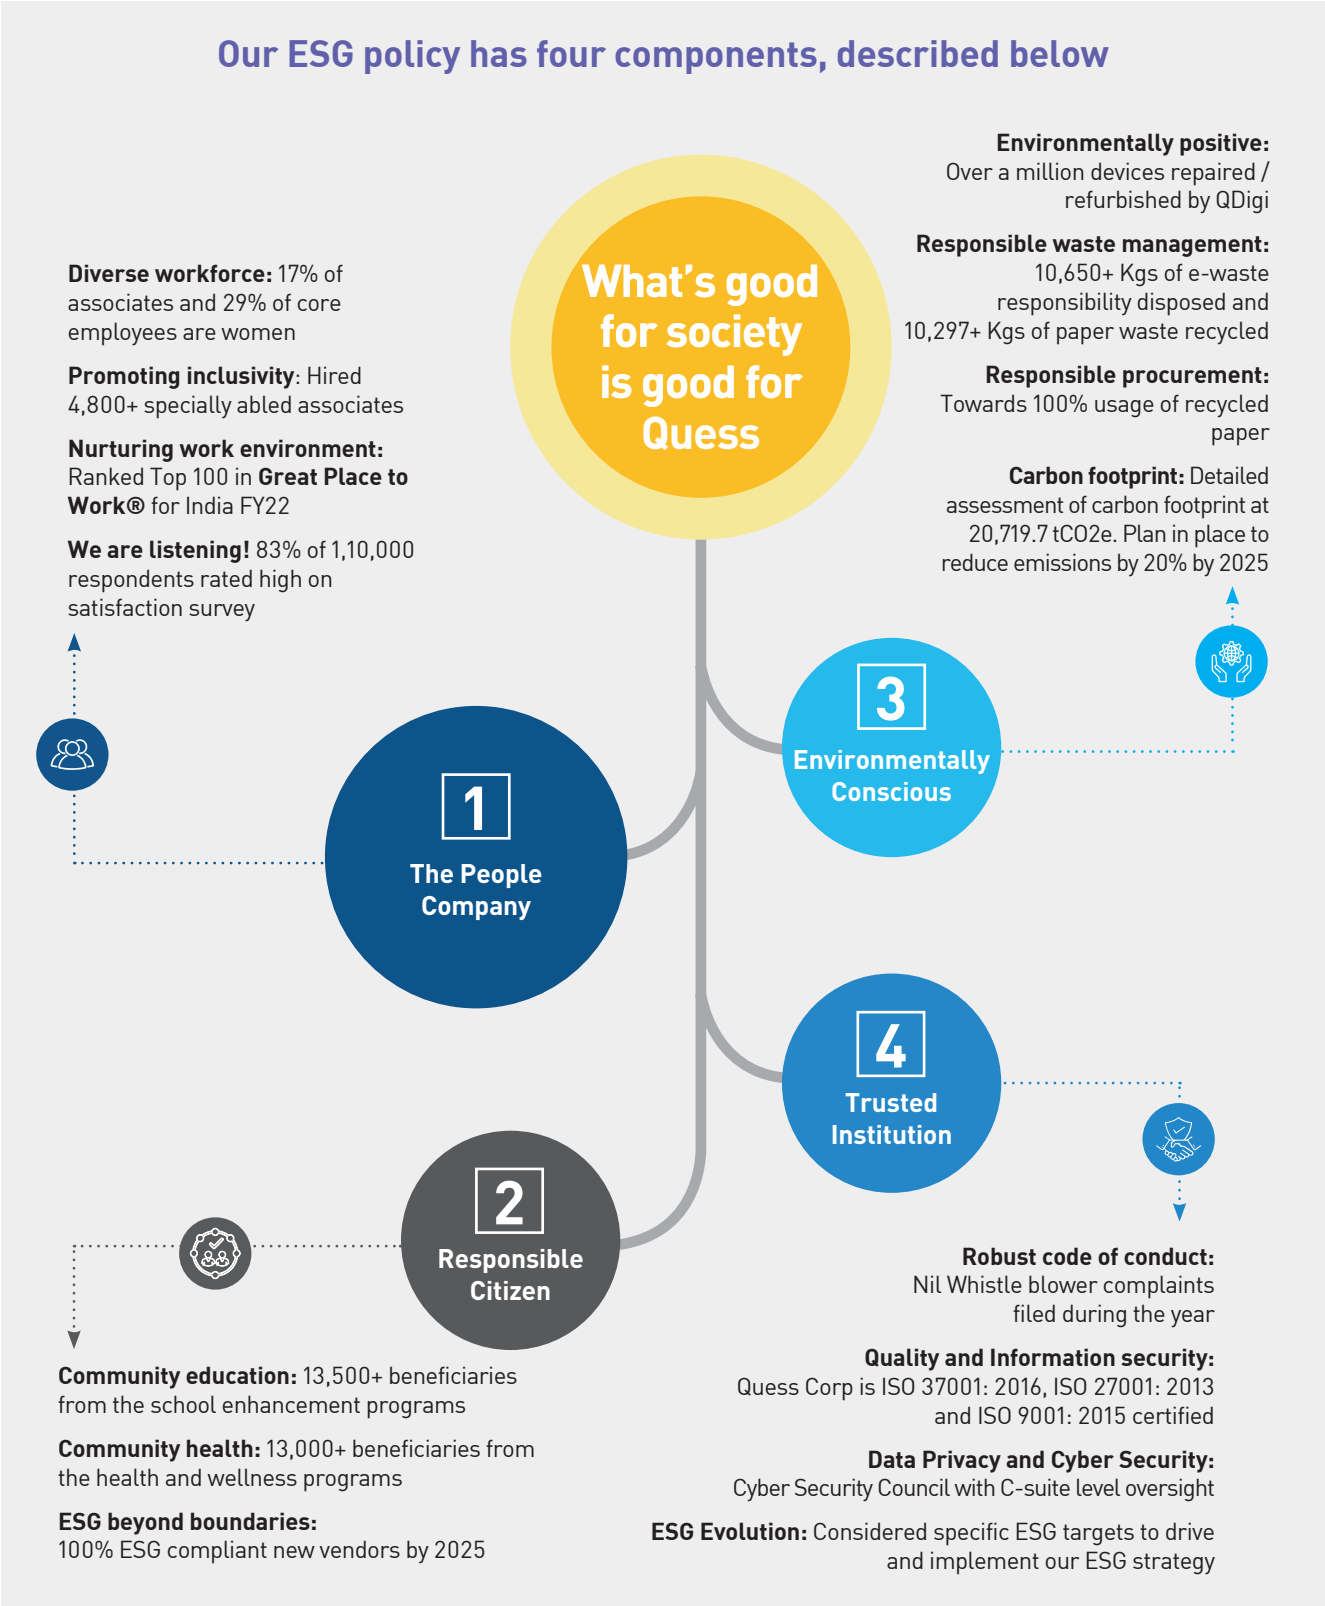 Our ESG policy has four components, described below
What's good
for society
is good for
Quess
Diverse workforce: 17% of
associates and 29% of core
employees are women
Promoting inclusivity: Hired
4,800+ specially abled associates
Nurturing work environment:
Ranked Top 100 in Great Place to
Work® for India FY22
We are listening! 83% of 1,10,000
respondents rated high on
satisfaction survey
1
The People
Company
2
Responsible
Citizen
Community education: 13,500+ beneficiaries
from the school enhancement programs
Community health: 13,000+ beneficiaries from
the health and wellness programs
ESG beyond boundaries:
100% ESG compliant new vendors by 2025
Environmentally positive:
Over a million devices repaired /
refurbished by QDigi
Responsible waste management:
10,650+ Kgs of e-waste
responsibility disposed and
10,297+ Kgs of paper waste recycled
Responsible procurement:
Towards 100% usage of recycled
paper
Carbon footprint: Detailed
assessment of carbon footprint at
20,719.7 tCO2e. Plan in place to
reduce emissions by 20% by 2025
3
Environmentally
Conscious
4
Trusted
Institution
Robust code of conduct:
Nil Whistle blower complaints
filed during the year
Quality and Information security:
Quess Corp is ISO 37001: 2016, ISO 27001: 2013
and ISO 9001: 2015 certified
Data Privacy and Cyber Security:
Cyber Security Council with C-suite level oversight
ESG Evolution: Considered specific ESG targets to drive
and implement our ESG strategy